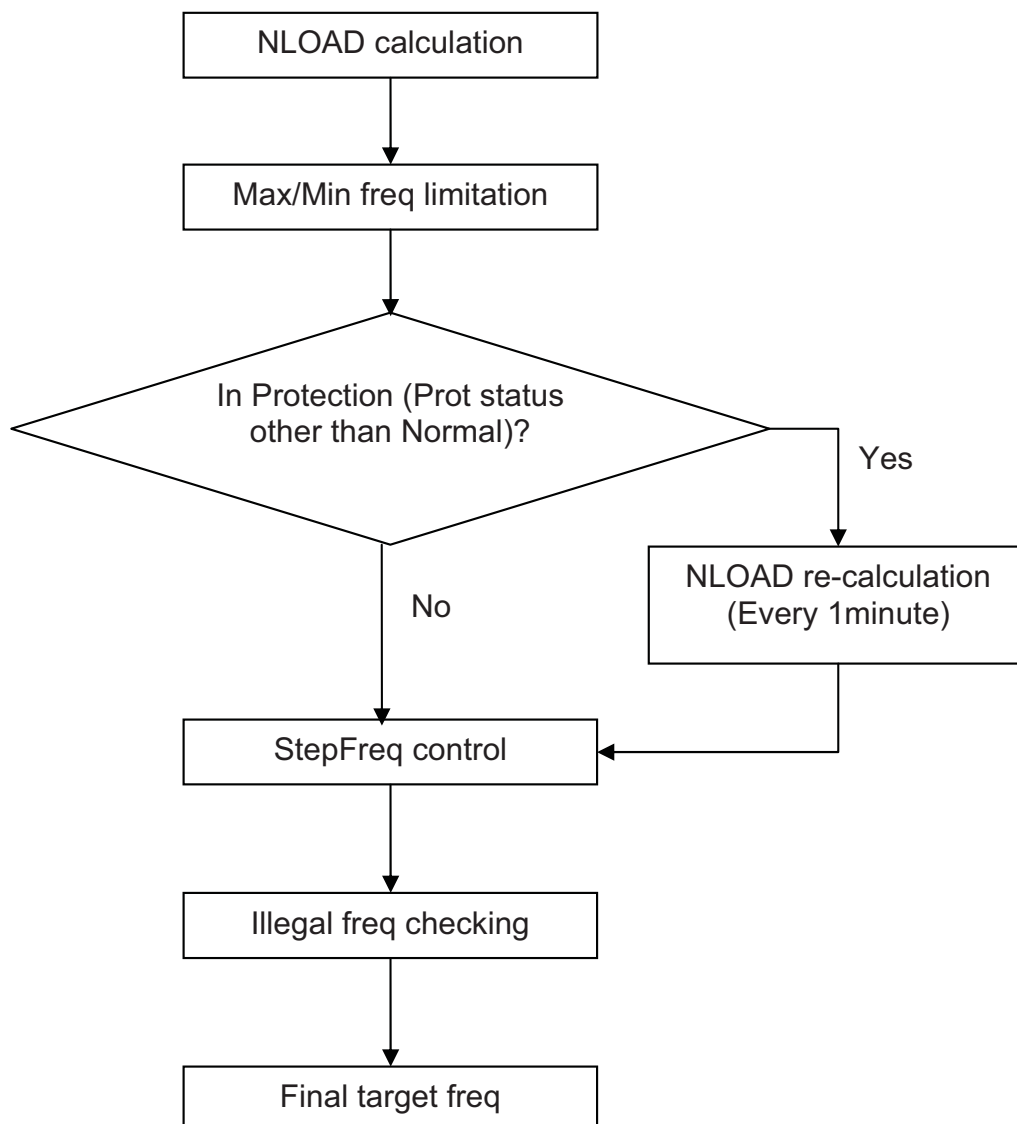 NLOAD calculation
Max/Min freq limitation
In Protection (Prot status
other than Normal)?
Yes
NLOAD re-calculation
(Every 1minute)
No
StepFreq control
Illegal freq checking
Final target freq